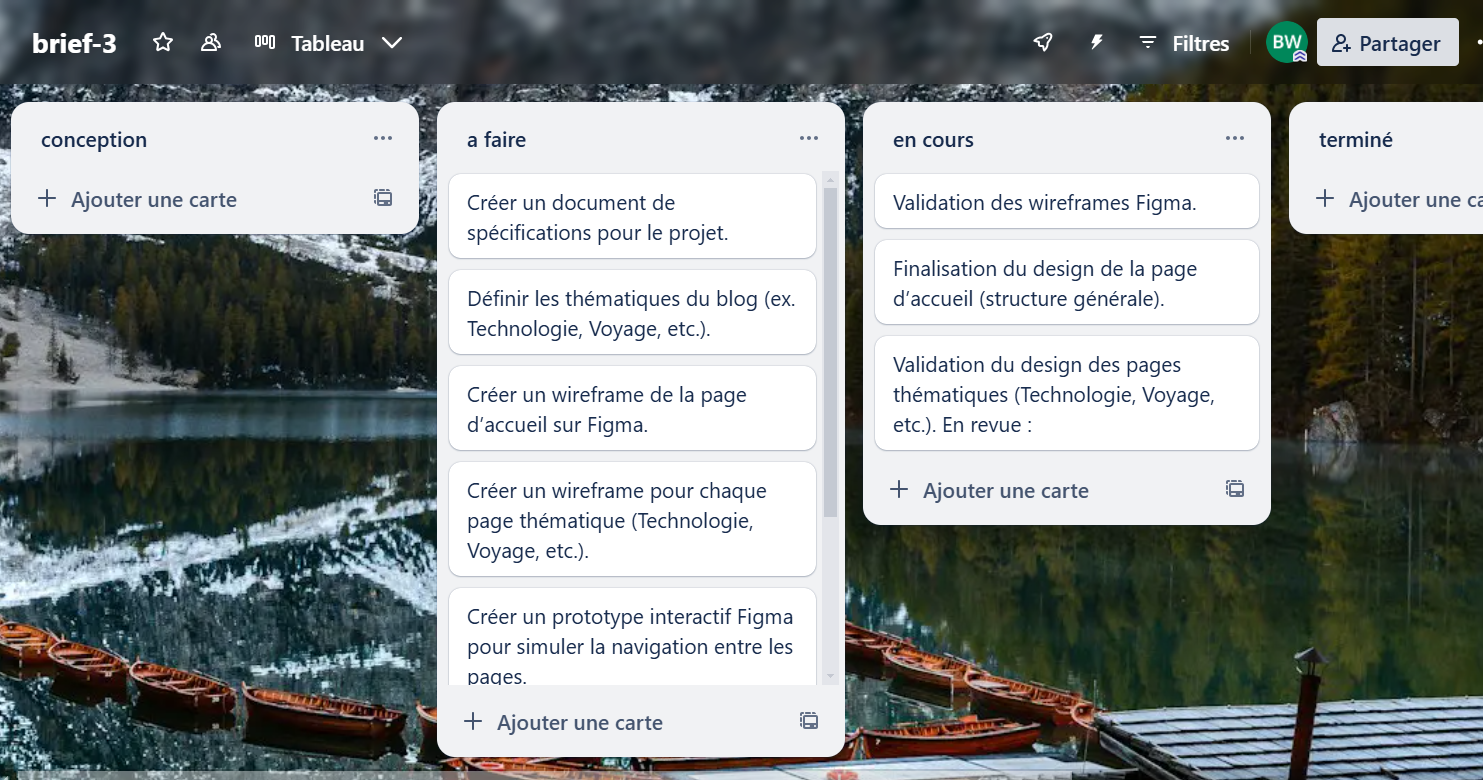 brief-3
Tableau
Filtres
BW
Partager
conception
Ajouter une carte
a faire
Créer un document de
spécifications pour le projet.
Définir les thématiques du blog (ex.
Technologie, Voyage, etc.).
Créer un wireframe de la page
d’accueil sur Figma.
Créer un wireframe pour chaque
page thématique (Technologie,
Voyage, etc.).
Créer un prototype interactif Figma
pour simuler la navigation entre les
pages.
Ajouter une carte
en cours
Validation des wireframes Figma.
Finalisation du design de la page
d’accueil (structure générale).
Validation du design des pages
thématiques (Technologie, Voyage,
etc.). En revue :
Ajouter une carte
terminé
Ajouter une ca